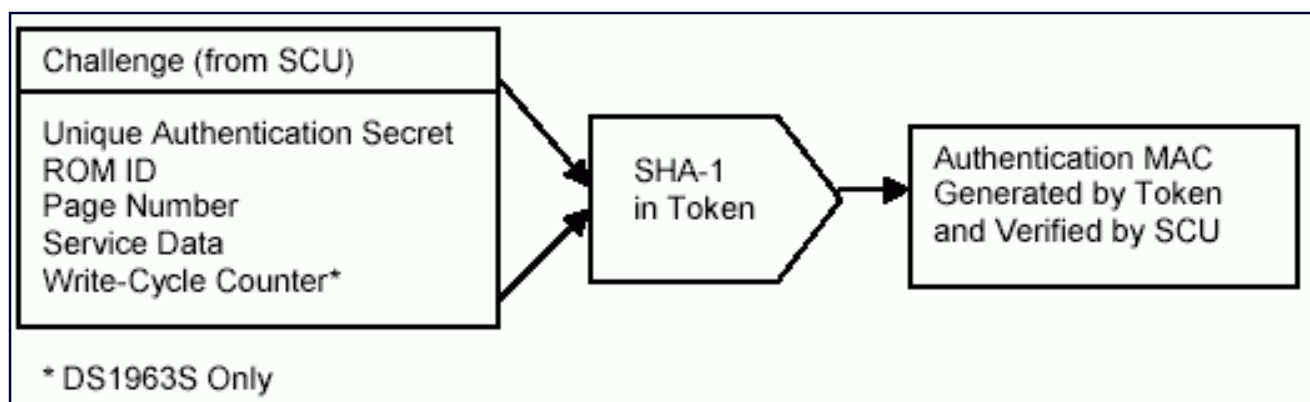 Challenge (from SCU)
Unique Authentication Secret
ROM ID
Page Number
Service Data
Write-Cycle Counter*
SHA-1
in Token
Authentication MAC
Generated by Token
and Verified by SCU
* DS1963S Only